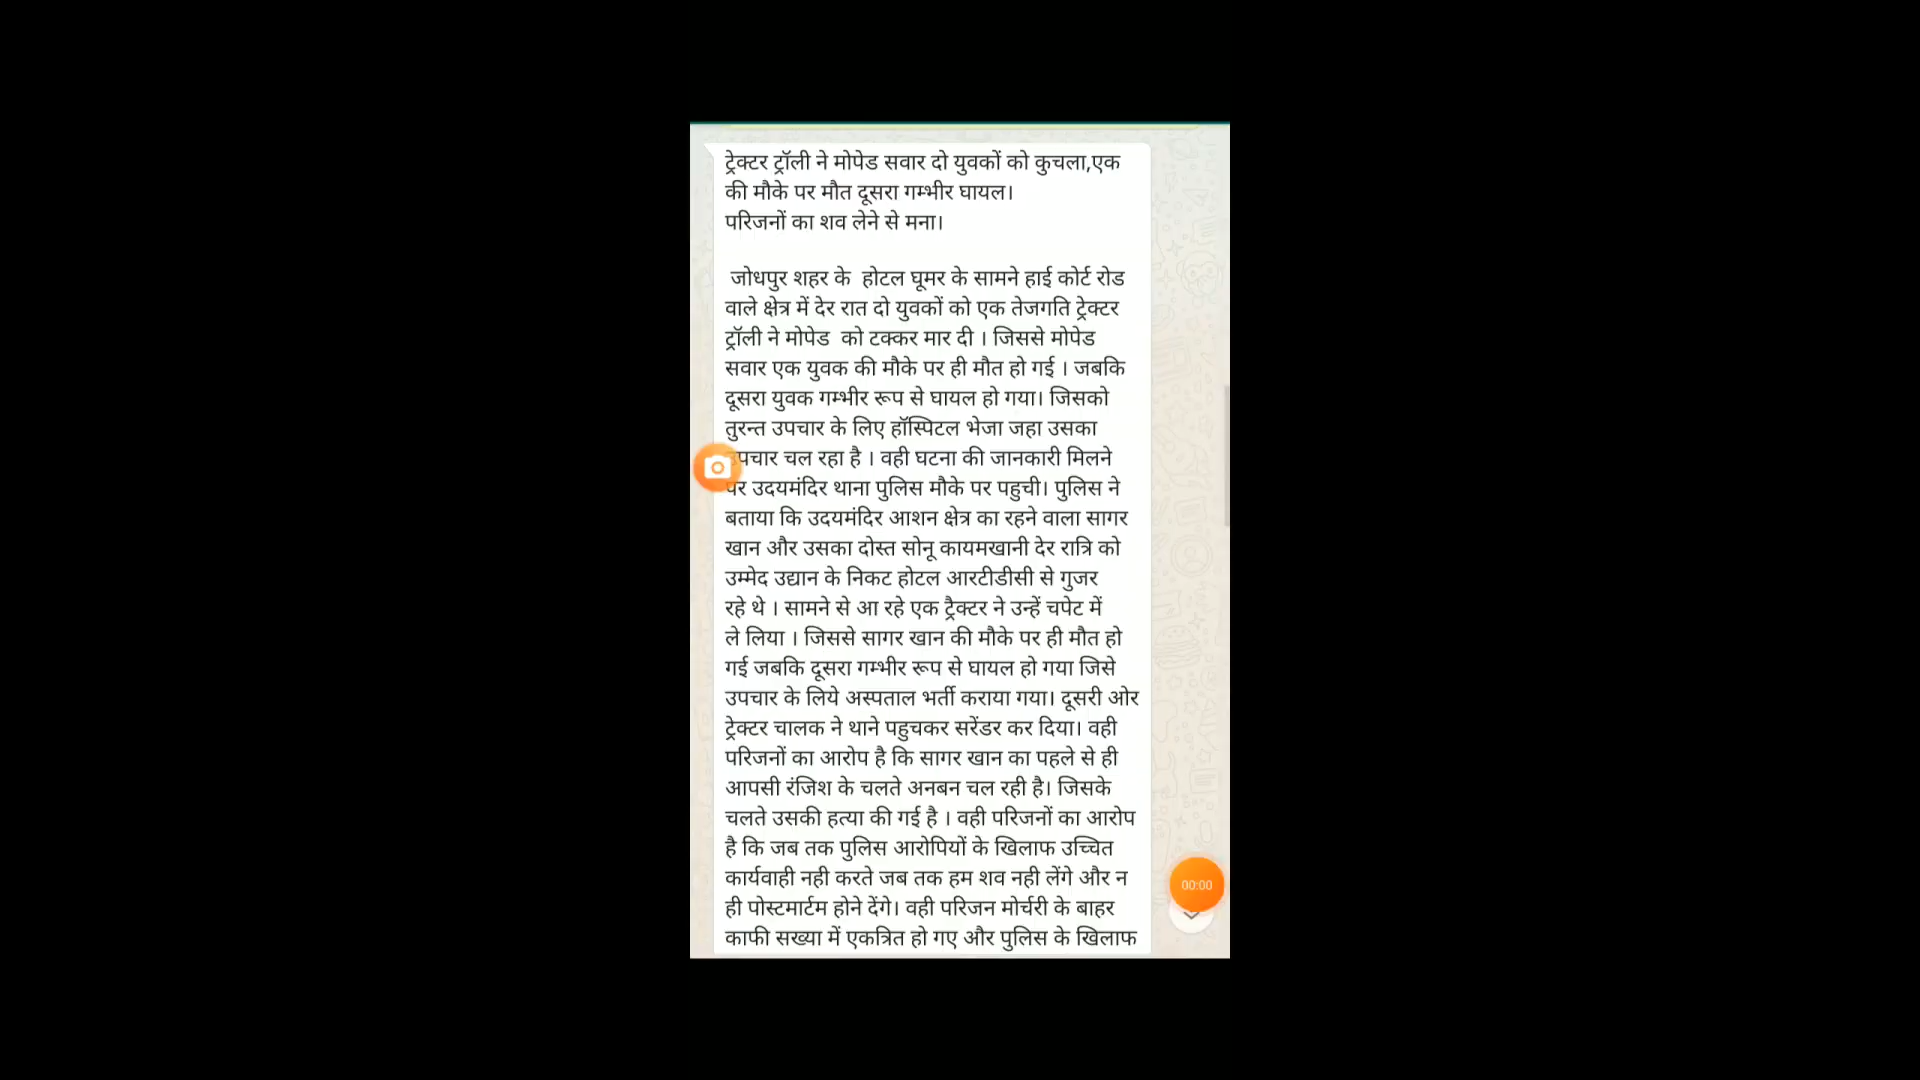 ट्रेक्टर ट्रॉली ने मोपेड सवार दो युवकों को कुचला,एक
की मौके पर मौत दूसरा गम्भीर घायल।
परिजनों का शव लेने से मना।
जोधपुर शहर के होटल घूमर के सामने हाई कोर्ट रोड
वाले क्षेत्र में देर रात दो युवकों को एक तेजगति ट्रेक्टर
ट्रॉली ने मोपेड को टक्कर मार दी । जिससे मोपेड
सवार एक युवक की मौके पर ही मौत हो गई । जबकि
दूसरा युवक गम्भीर रूप से घायल हो गया। जिसको
तुरन्त उपचार के लिए हॉस्पिटल भेजा जहा उसका
उपचार चल रहा है । वही घटना की जानकारी मिलने
पर उदयमंदिर थाना पुलिस मौके पर पहुची। पुलिस ने
बताया कि उदयमंदिर आशन क्षेत्र का रहने वाला सागर
खान और उसका दोस्त सोनू कायमखानी देर रात्रि को
उम्मेद उद्यान के निकट होटल आरटीडीसी से गुजर
रहे थे । सामने से आ रहे एक ट्रैक्टर ने उन्हें चपेट में
ले लिया । जिससे सागर खान की मौके पर ही मौत हो
गई जबकि दूसरा गम्भीर रूप से घायल हो गया जिसे
उपचार के लिये अस्पताल भर्ती कराया गया। दूसरी ओर
ट्रेक्टर चालक ने थाने पहुचकर सरेंडर कर दिया। वही
परिजनों का आरोप है कि सागर खान का पहले से ही
आपसी रंजिश के चलते अनबन चल रही है। जिसके
चलते उसकी हत्या की गई है । वही परिजनों का आरोप
है कि जब तक पुलिस आरोपियों के खिलाफ उच्चित
कार्यवाही नही करते जब तक हम शव नही लेंगे और न
ही पोस्टमार्टम होने देंगे। वही परिजन मोर्चरी के बाहर
काफी सख्या में एकत्रित हो गए और पुलिस के खिलाफ
00:00